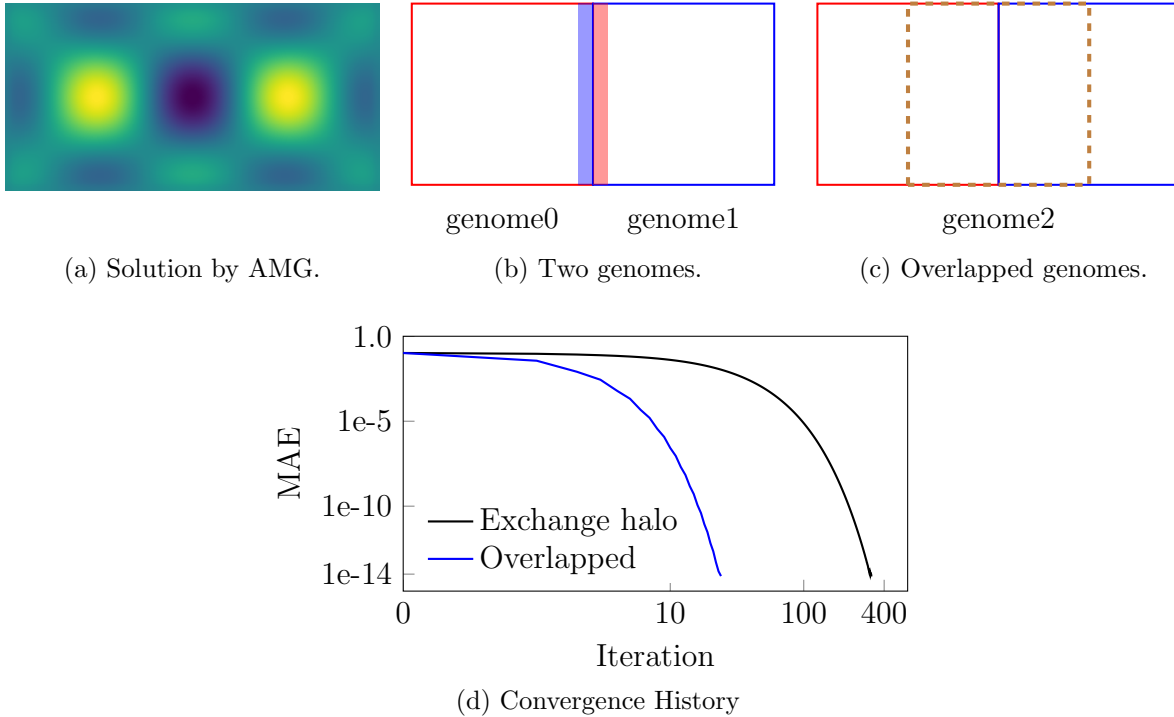 genome0
genome1
genome2
(a) Solution by AMG.
(b) Two genomes.
(c) Overlapped genomes.
1.0
1e-5
1e-10
1e-14
MAE
Exchange halo
Overlapped
0
10
100
400
Iteration
(d) Convergence History